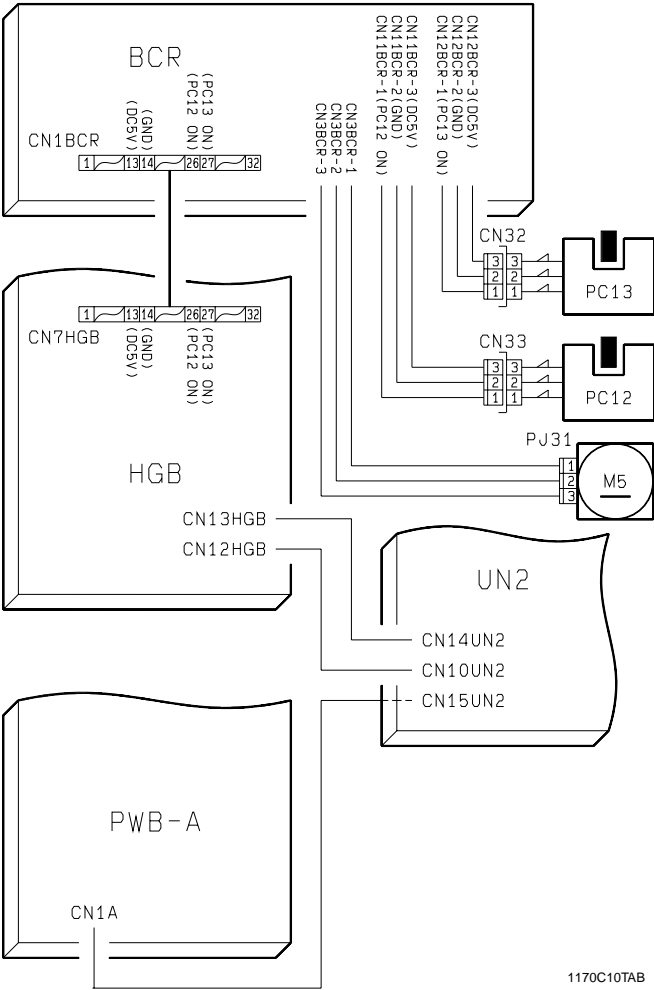 BCR
CN1BCR
(DC5V)
(GND)
(PC12 ON)
(PC13 ON)
1 13 14 26 27 32
CN3BCR-3
CN3BCR-2
CN3BCR-1
CN11BCR-1(PC12 ON)
CN11BCR-2(GND)
CN11BCR-3(DC5V)
CN12BCR-1(PC13 ON)
CN12BCR-2(GND)
CN12BCR-3(DC5V)
CN32
3 3
2 2
1 1
PC13
CN33
3 3
2 2
1 1
PC12
PJ31
1
2
3
M5
1 13 14 26 27 32
CN7HGB
(DC5V)
(GND)
(PC12 ON)
(PC13 ON)
HGB
CN13HGB
CN12HGB
UN2
CN14UN2
CN10UN2
CN15UN2
PWB-A
CN1A
1170C10TAB